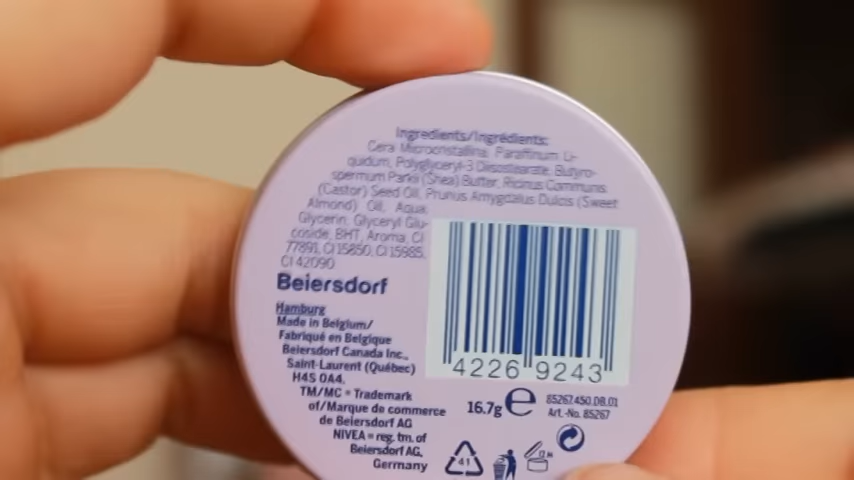 Ingredients/Ingrédients:
Cera Microcristallina, Paraffinum Li-
quidum, Polyglyceryl-3 Diisostearate, Butyro-
spermum Parkii (Shea) Butter, Ricinus Communis
(Castor) Seed Oil, Prunus Amygdalus Dulcis (Sweet
Almond) Oil, Aqua,
Glycerin, Glyceryl Glu-
coside, BHT, Aroma, CI
77891, CI 15850, CI 15985,
CI 42090
Beiersdorf
Hamburg
Made in Belgium/
Fabriqué en Belgique
Beiersdorf Canada Inc.,
Saint-Laurent (Québec)
H4S 0A4.
TM/MC = Trademark
of/Marque de commerce
de Beiersdorf AG
NIVEA = reg. tm. of
Beiersdorf AG,
Germany
4226 9243
16.7g e
85267.450.08.01
Art.-No. 85267
41